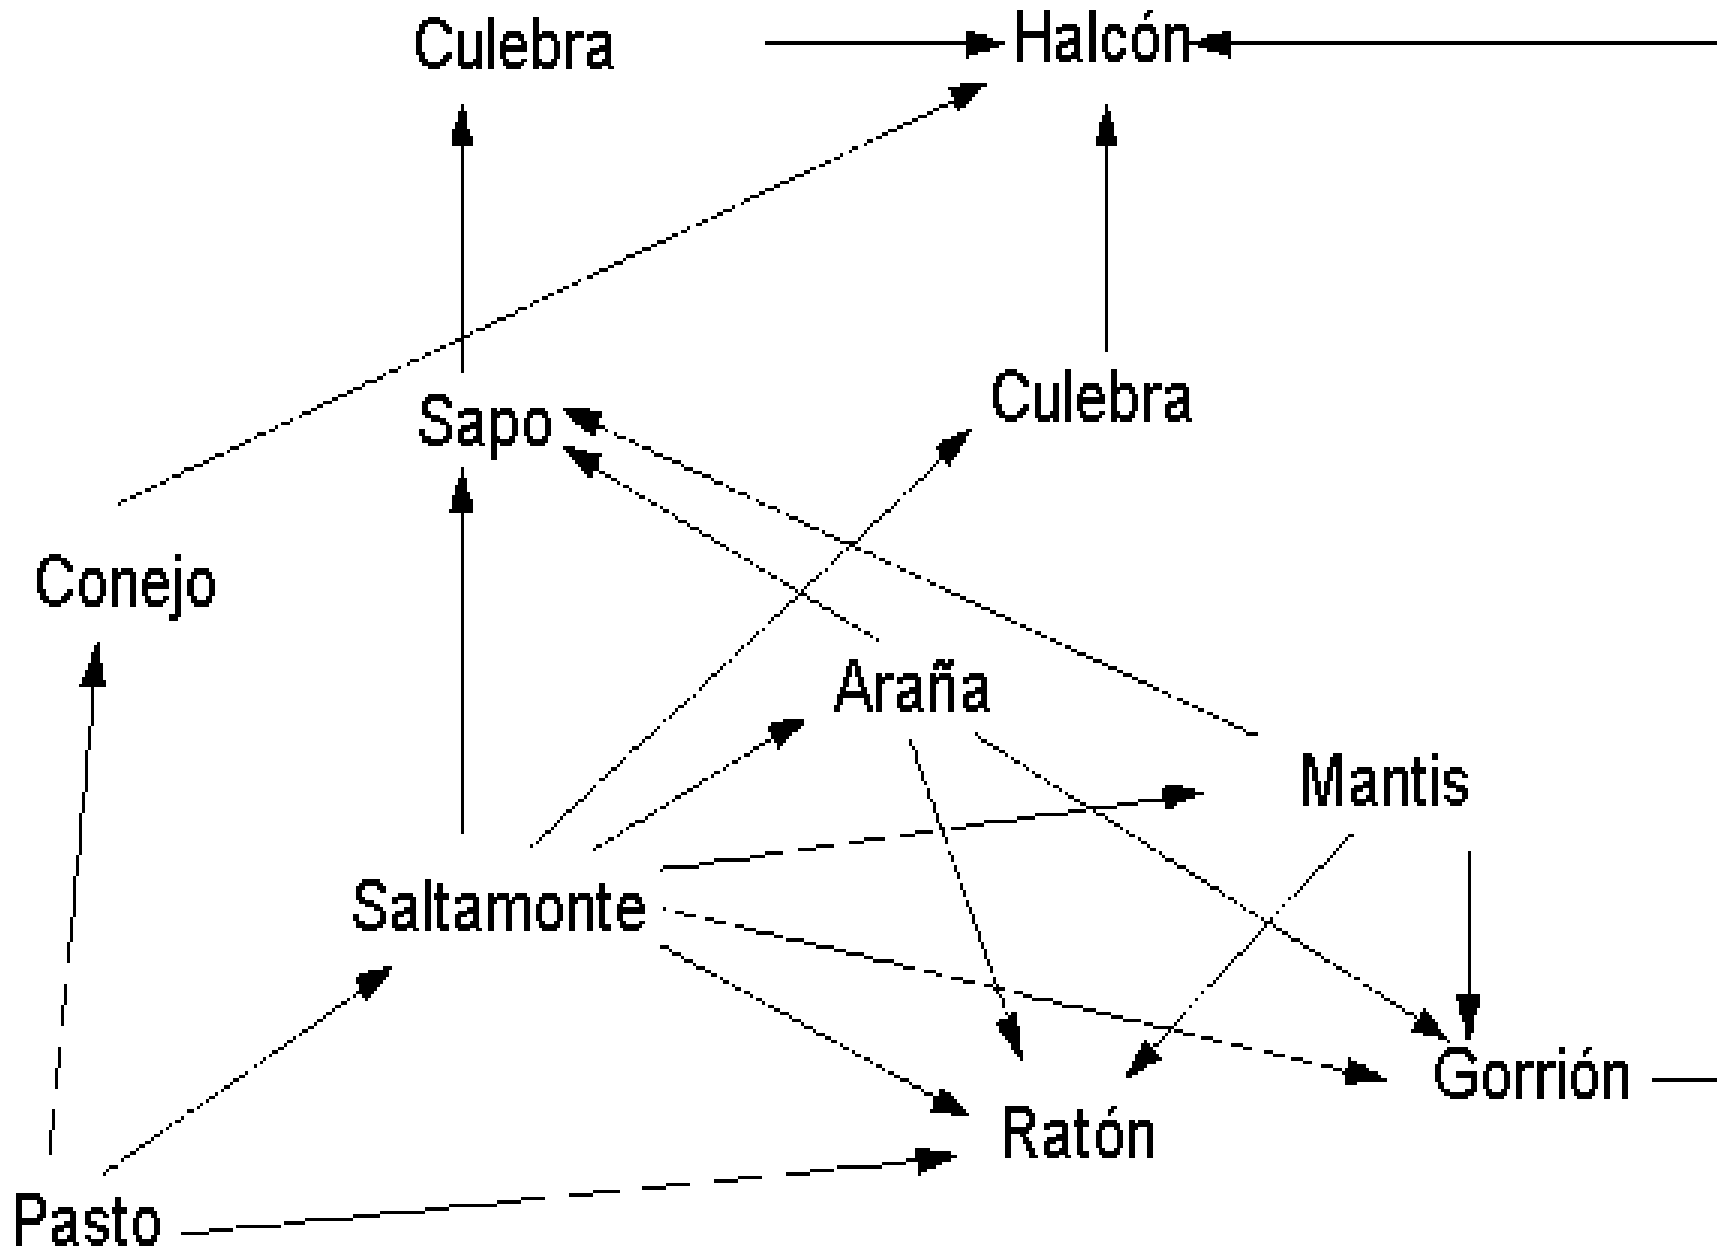 Culebra
Halcón
Culebra
Sapo
Conejo
Araña
Mantis
Saltamonte
Gorrión
Ratón
Pasto